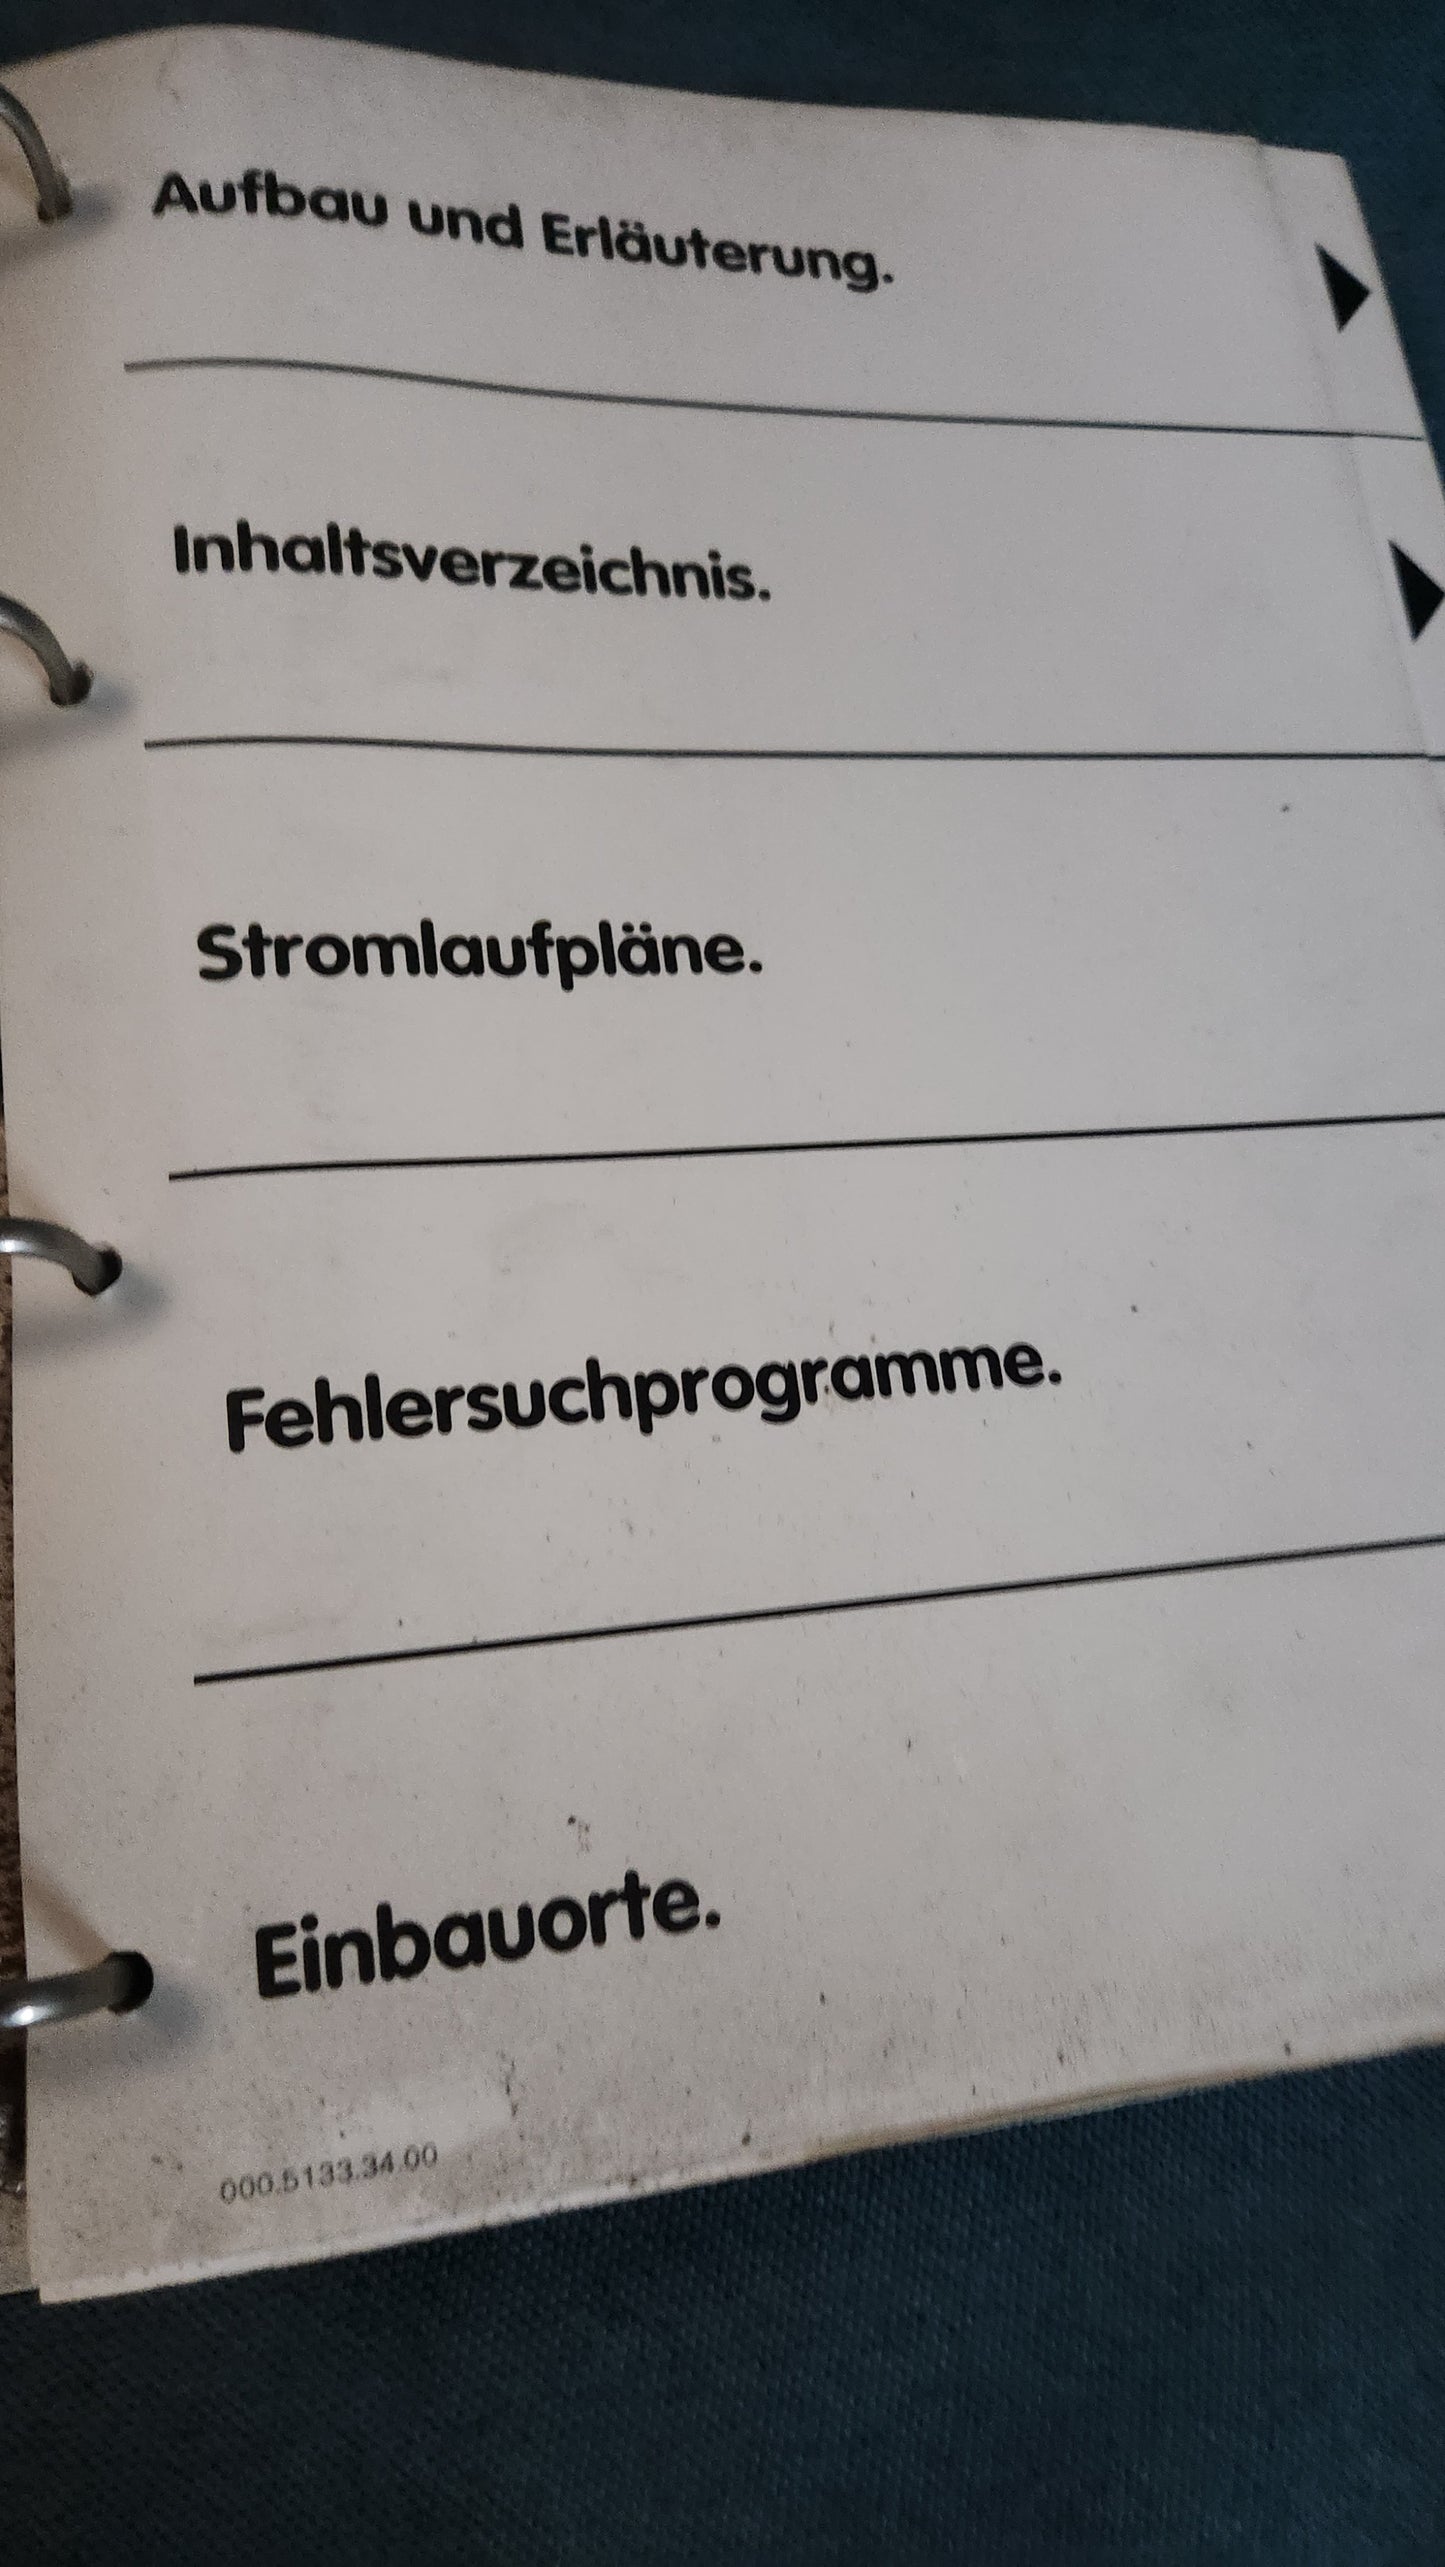 Aufbau und Erläuterung.
Inhaltsverzeichnis.
Stromlaufpläne.
Fehlersuchprogramme.
Einbauorte.
000.5133.34.00